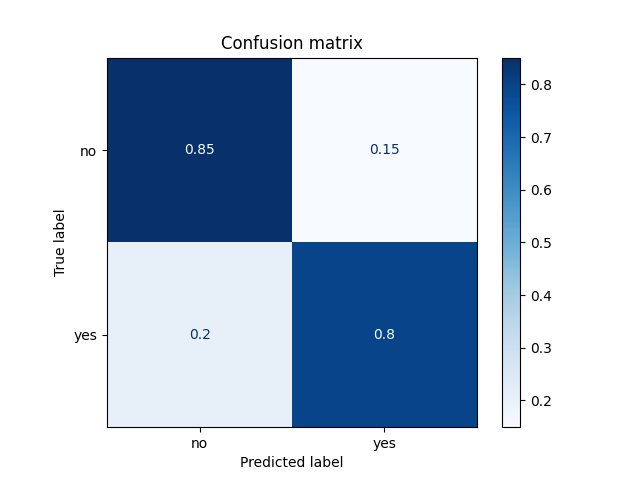 Confusion matrix
0.8
0.7
0.6
0.5
0.4
0.3
0.2
True label
no
0.85
0.15
yes
0.2
0.8
no
yes
Predicted label